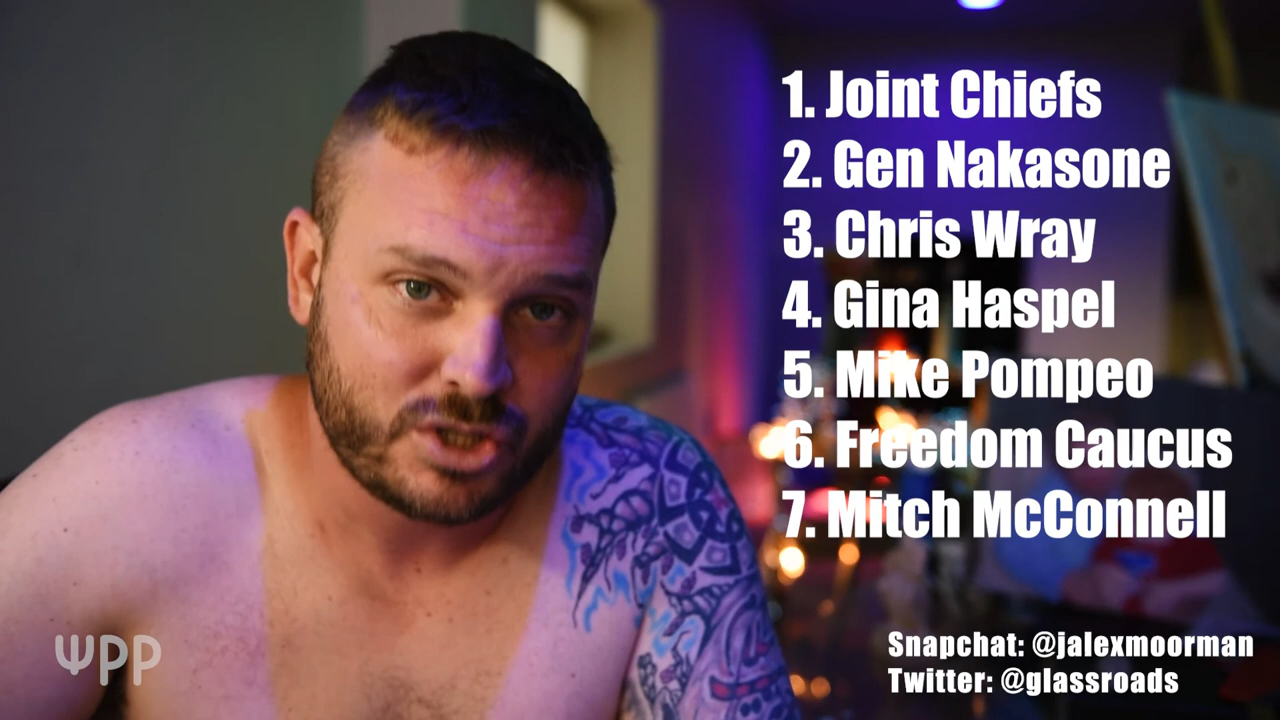 1. Joint Chiefs
2. Gen Nakasone
3. Chris Wray
4. Gina Haspel
5. Mike Pompeo
6. Freedom Caucus
7. Mitch McConnell
Snapchat: @jalexmoorman
Twitter: @glassroads
ΨPP